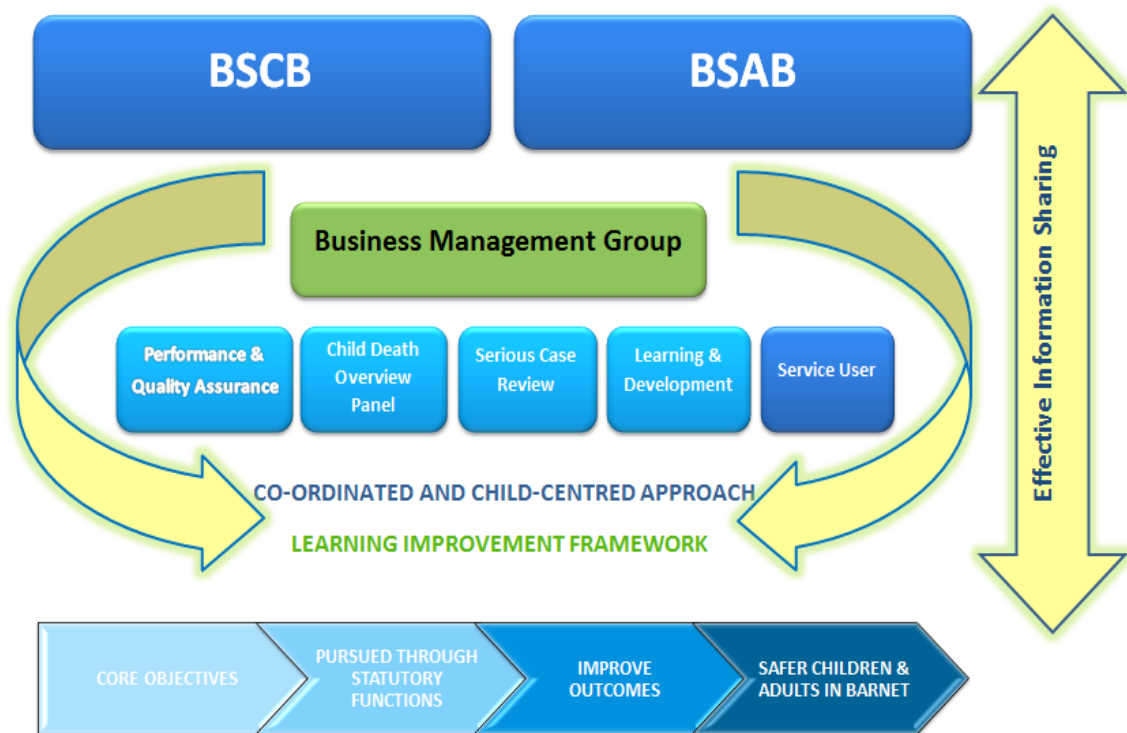 BSCB
BSAB
Effective Information Sharing
Business Management Group
Performance &
Quality Assurance
Child Death
Overview
Panel
Serious Case
Review
Learning &
Development
Service User
CO-ORDINATED AND CHILD-CENTRED APPROACH
LEARNING IMPROVEMENT FRAMEWORK
CORE OBJECTIVES
PURSUED THROUGH
STATUTORY
FUNCTIONS
IMPROVE
OUTCOMES
SAFER CHILDREN &
ADULTS IN BARNET